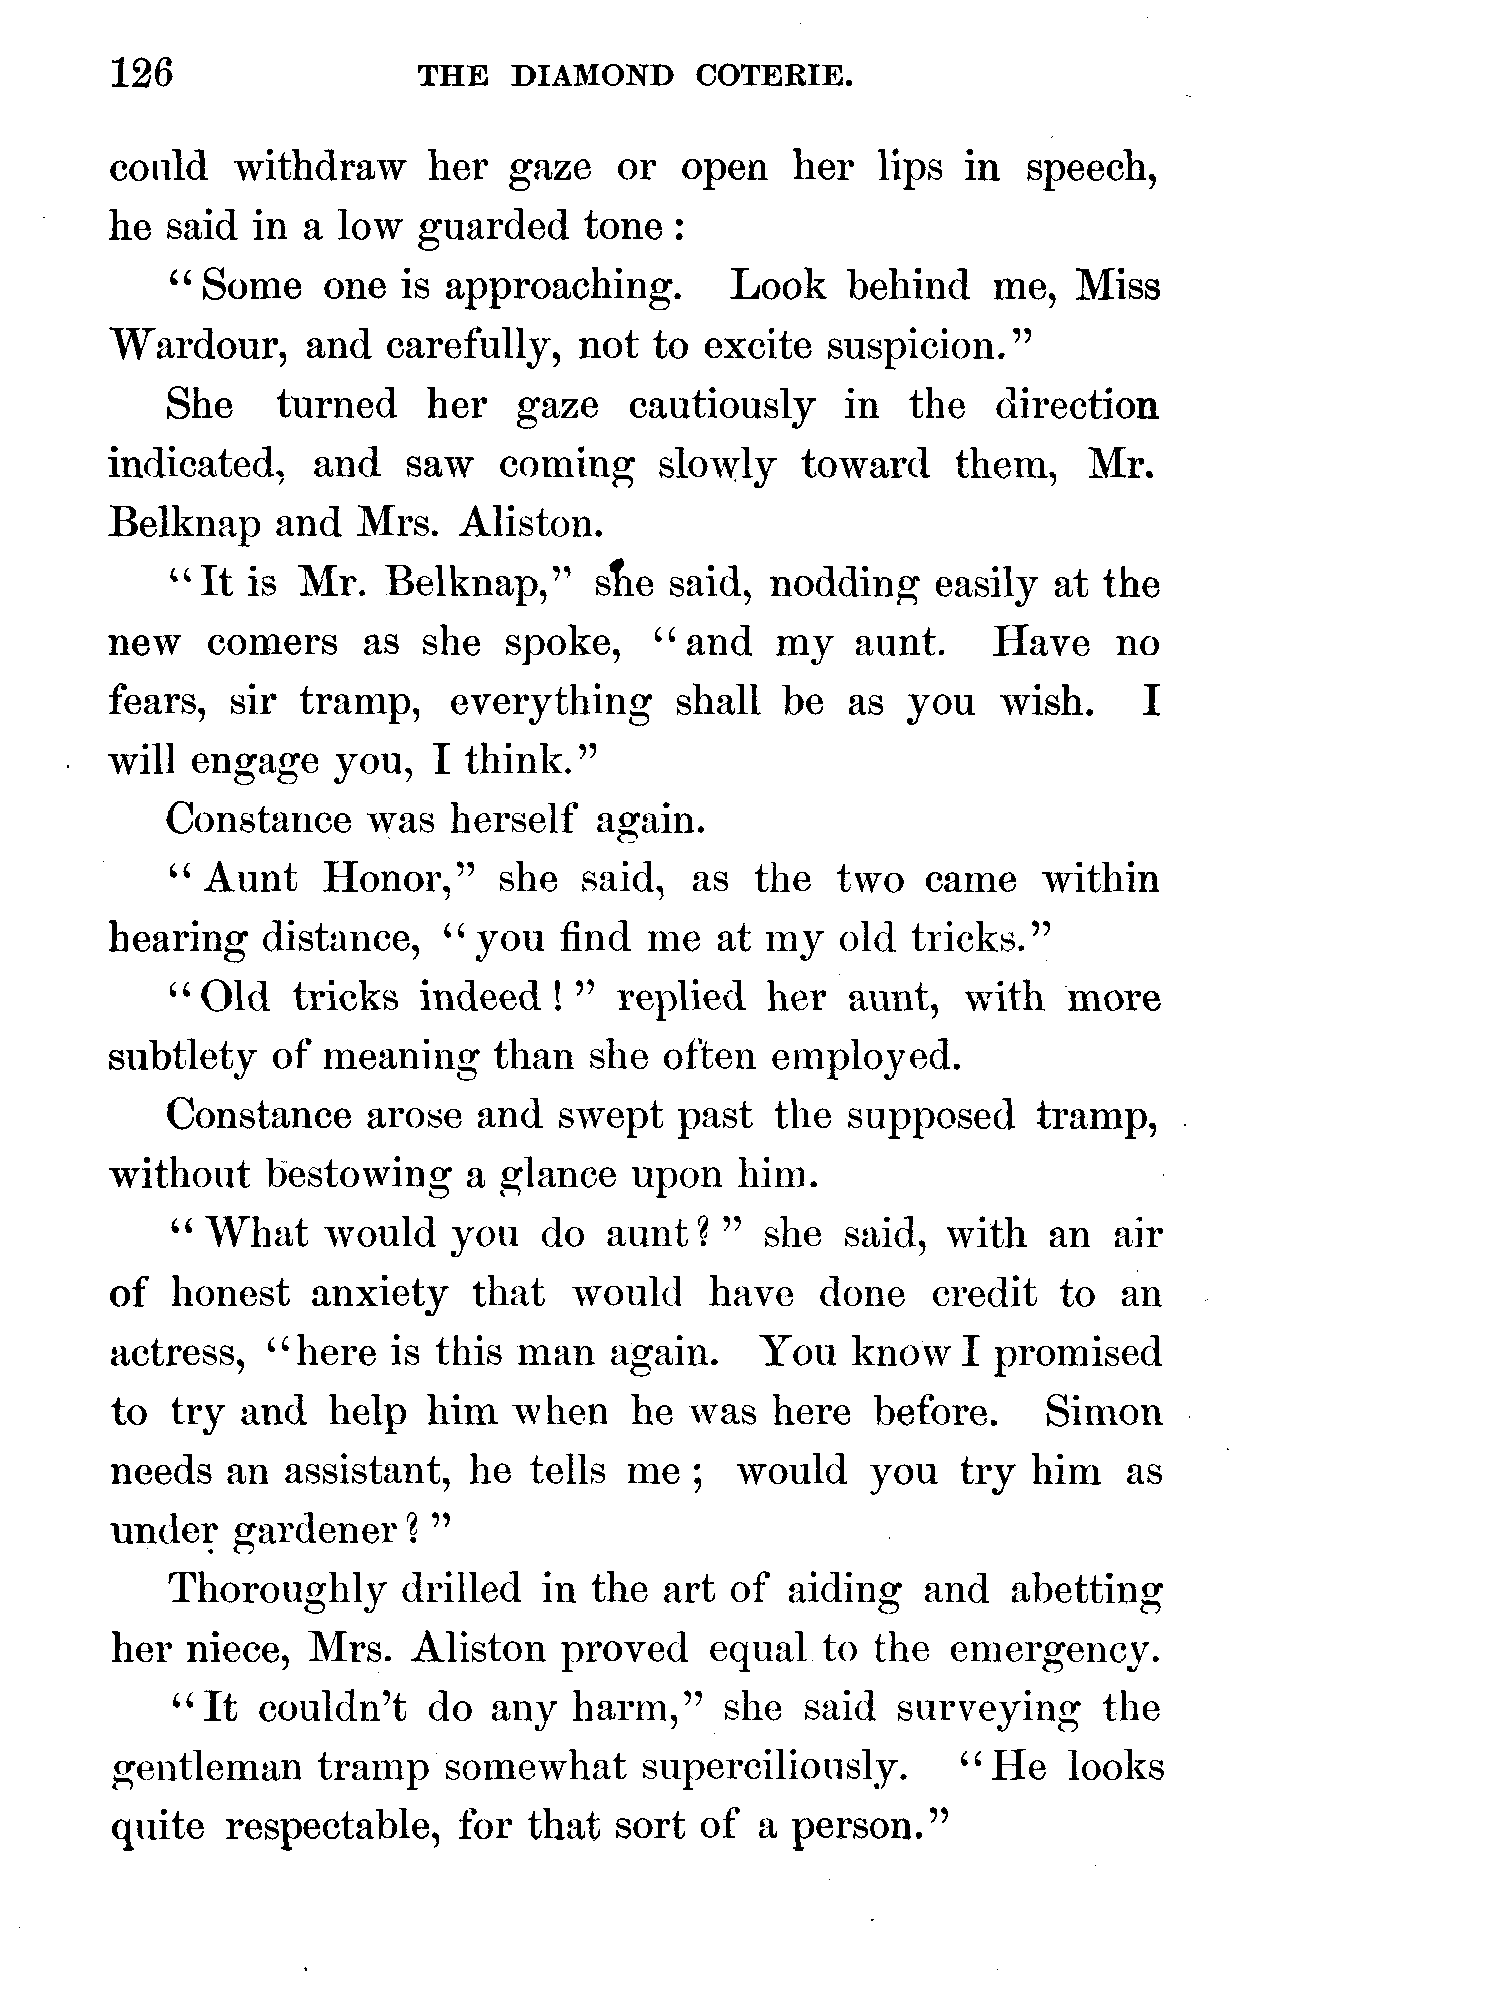 126 THE DIAMOND COTERIE.
could withdraw her gaze or open her lips in speech,
he said in a low guarded tone:
"Some one is approaching. Look behind me, Miss
Wardour, and carefully, not to excite suspicion."
She turned her gaze cautiously in the direction
indicated, and saw coming slowly toward them, Mr.
Belknap and Mrs. Aliston.
"It is Mr. Belknap," she said, nodding easily at the
new comers as she spoke, "and my aunt. Have no
fears, sir tramp, everything shall be as you wish. I
will engage you, I think."
Constance was herself again.
"Aunt Honor," she said, as the two came within
hearing distance, "you find me at my old tricks."
"Old tricks indeed!" replied her aunt, with more
subtlety of meaning than she often employed.
Constance arose and swept past the supposed tramp,
without bestowing a glance upon him.
"What would you do aunt?" she said, with an air
of honest anxiety that would have done credit to an
actress, "here is this man again. You know I promised
to try and help him when he was here before. Simon
needs an assistant, he tells me; would you try him as
under gardener?"
Thoroughly drilled in the art of aiding and abetting
her niece, Mrs. Aliston proved equal to the emergency.
"It couldn't do any harm," she said surveying the
gentleman tramp somewhat superciliously. "He looks
quite respectable, for that sort of a person."